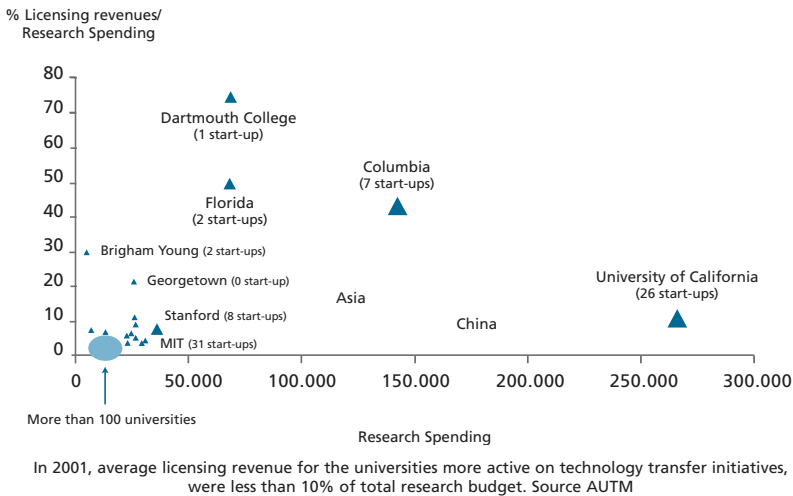 % Licensing revenues/
Research Spending
80
70
60
50
40
30
20
10
0
Dartmouth College
(1 start-up)
Columbia
(7 start-ups)
Florida
(2 start-ups)
Brigham Young (2 start-ups)
Georgetown (0 start-up)
University of California
(26 start-ups)
Asia
Stanford (8 start-ups)
China
MIT (31 start-ups)
0 50.000 100.000 150.000 200.000 250.000 300.000
More than 100 universities
Research Spending
In 2001, average licensing revenue for the universities more active on technology transfer initiatives,
were less than 10% of total research budget. Source AUTM